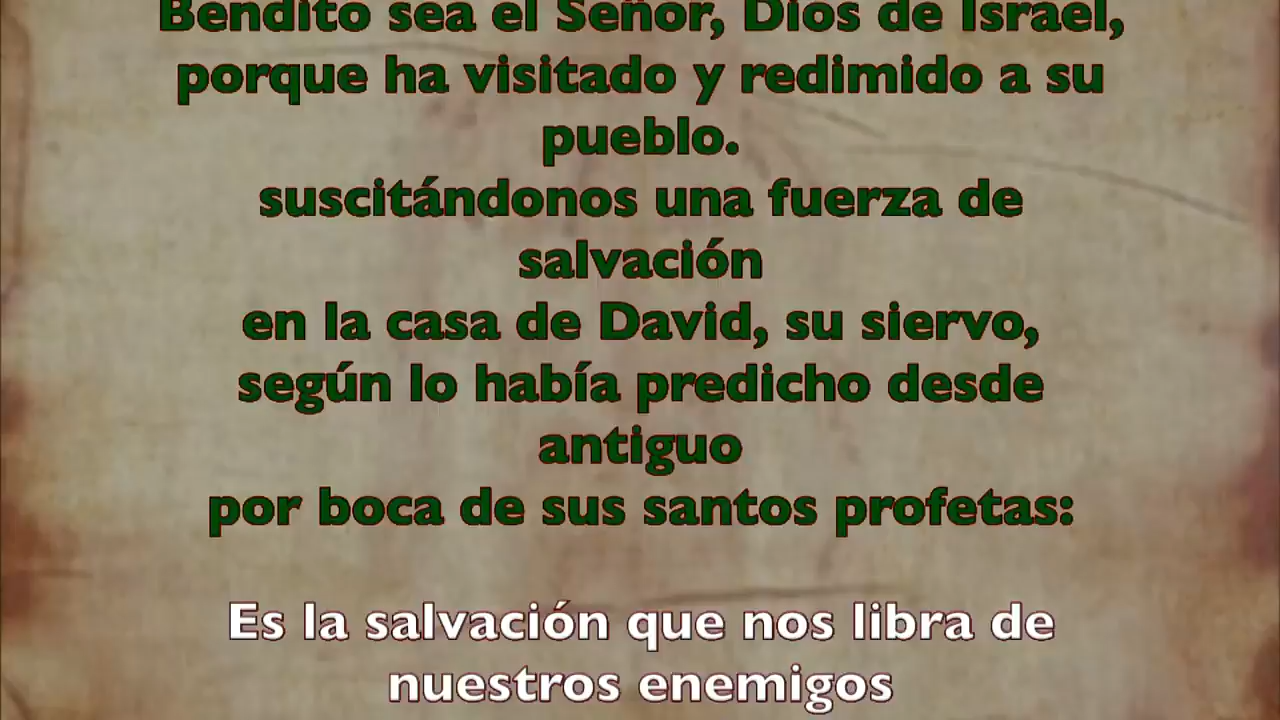 Bendito sea el Señor, Dios de Israel,
porque ha visitado y redimido a su
pueblo.
suscitándonos una fuerza de
salvación
en la casa de David, su siervo,
según lo había predicho desde
antiguo
por boca de sus santos profetas:
Es la salvación que nos libra de
nuestros enemigos